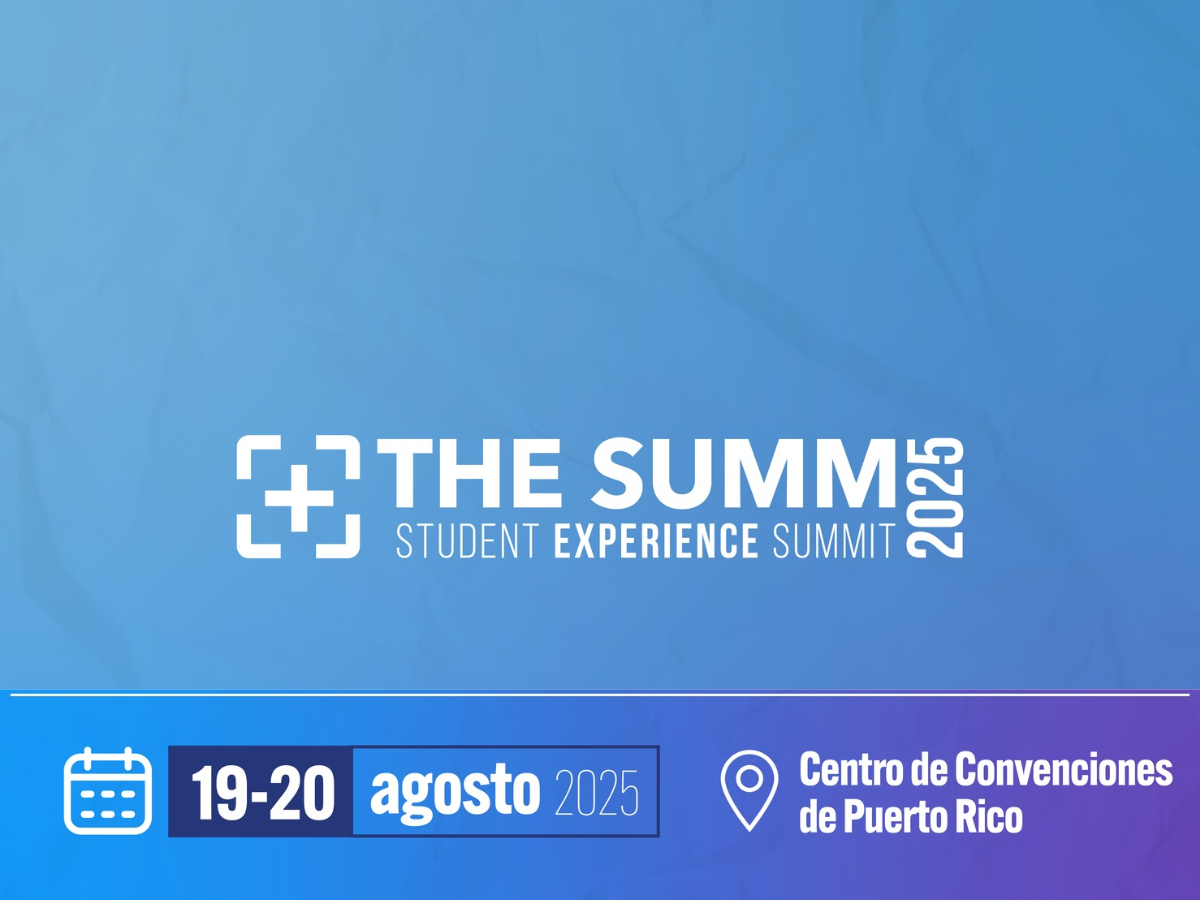 THE SUMM
STUDENT EXPERIENCE SUMMIT
2025
19-20 agosto 2025
Centro de Convenciones
de Puerto Rico